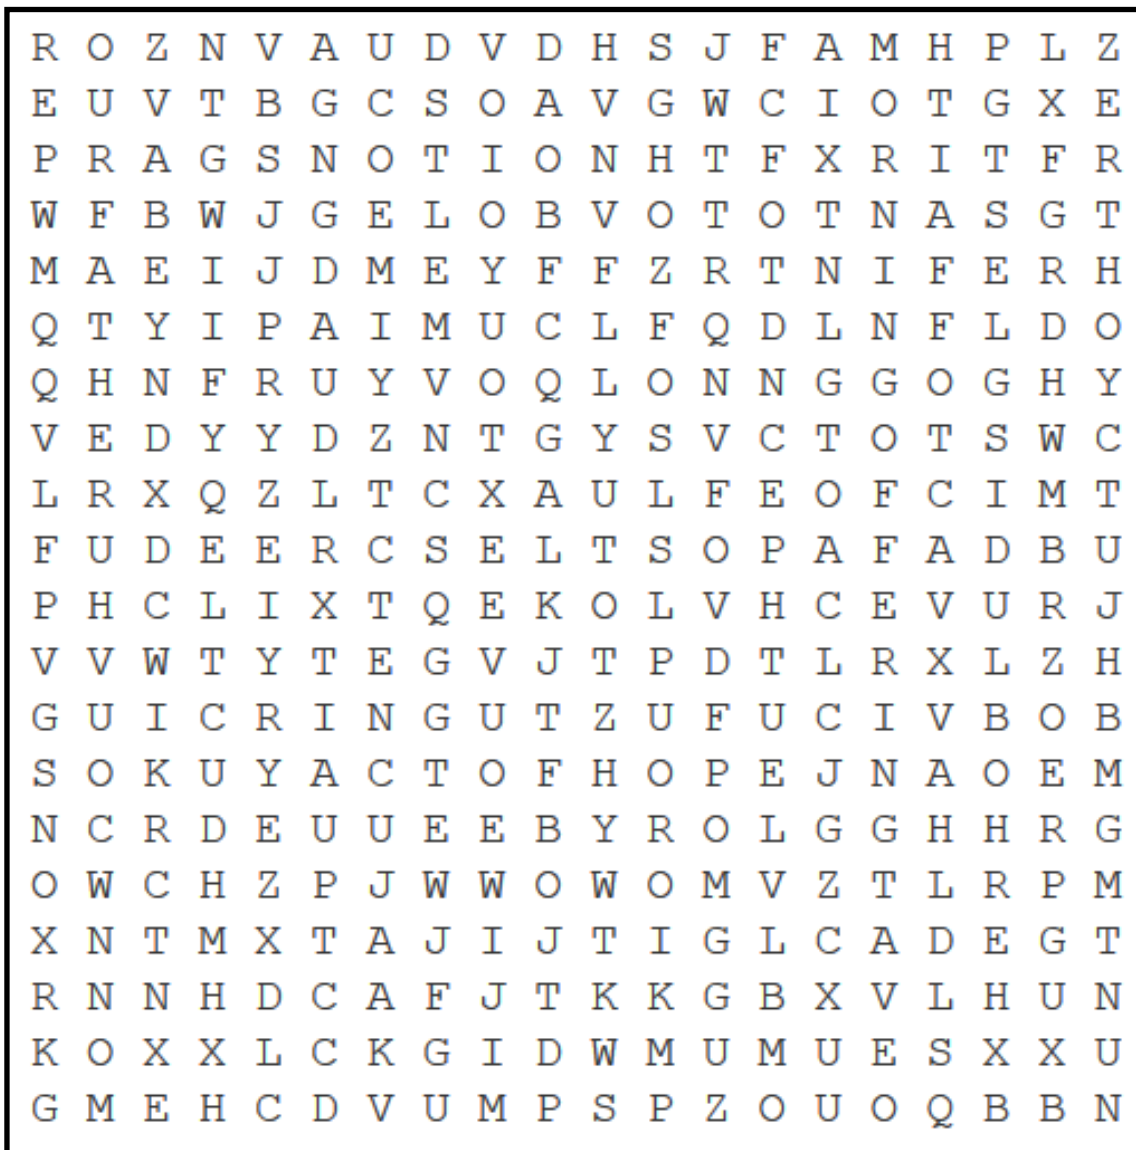 R O Z N V A U D V D H S J F A M H P L Z
E U V T B G C S O A V G W C I O T G X E
P R A G S N O T I O N H T F X R I T F R
W F B W J G E L O B V O T O T N A S G T
M A E I J D M E Y F F Z R T N I F E R H
Q T Y I P A I M U C L F Q D L N F L D O
Q H N F R U Y V O Q L O N N G G O G H Y
V E D Y Y D Z N T G Y S V C T O T S W C
L R X Q Z L T C X A U L F E O F C I M T
F U D E E R C S E L T S O P A F A D B U
P H C L I X T Q E K O L V H C E V U R J
V V W T Y T E G V J T P D T L R X L Z H
G U I C R I N G U T Z U F U C I V B O B
S O K U Y A C T O F H O P E J N A O E M
N C R D E U U E E B Y R O L G G H H R G
O W C H Z P J W W O W O M V Z T L R P M
X N T M X T A J I J T I G L C A D E G T
R N N H D C A F J T K K G B X V L H U N
K O X X L C K G I D W M U M U E S X X U
G M E H C D V U M P S P Z O U O Q B B N